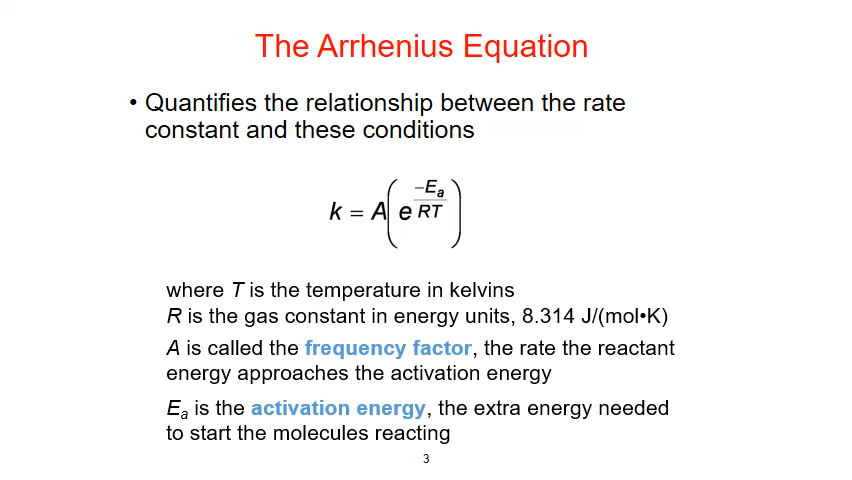 The Arrhenius Equation
• Quantifies the relationship between the rate
constant and these conditions
k = A(e^(−Ea/RT))
where T is the temperature in kelvins
R is the gas constant in energy units, 8.314 J/(mol•K)
A is called the frequency factor, the rate the reactant
energy approaches the activation energy
Ea is the activation energy, the extra energy needed
to start the molecules reacting
3